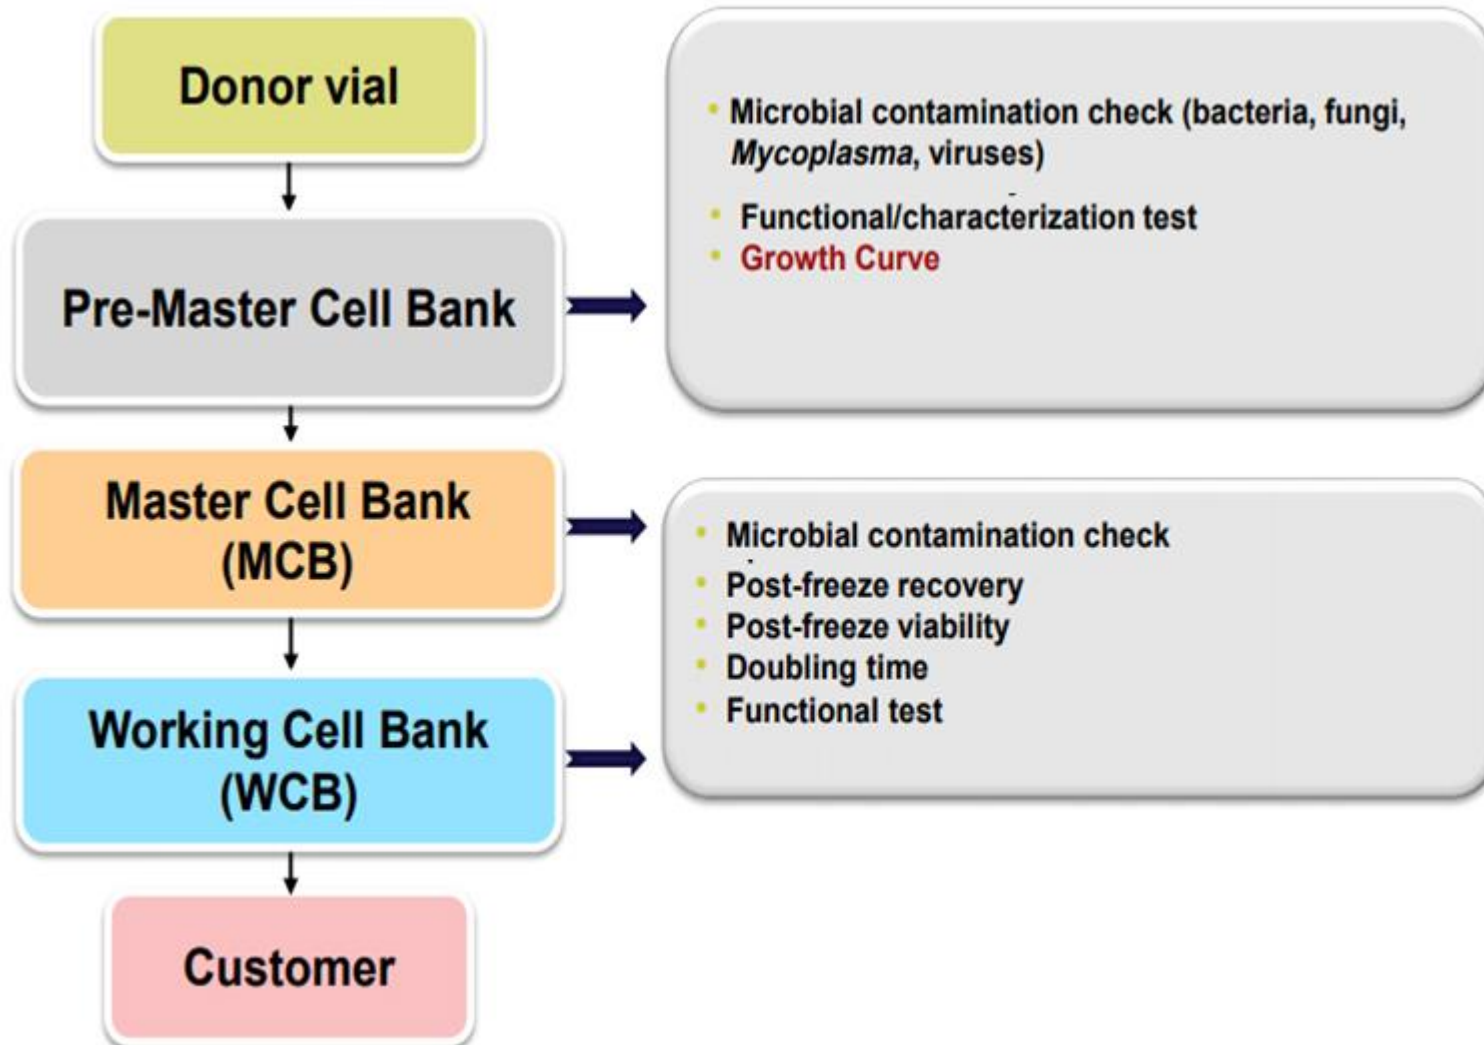 Donor vial
Pre-Master Cell Bank
Master Cell Bank
(MCB)
Working Cell Bank
(WCB)
Customer
• Microbial contamination check (bacteria, fungi,
Mycoplasma, viruses)
• Functional/characterization test
• Growth Curve
• Microbial contamination check
• Post-freeze recovery
• Post-freeze viability
• Doubling time
• Functional test